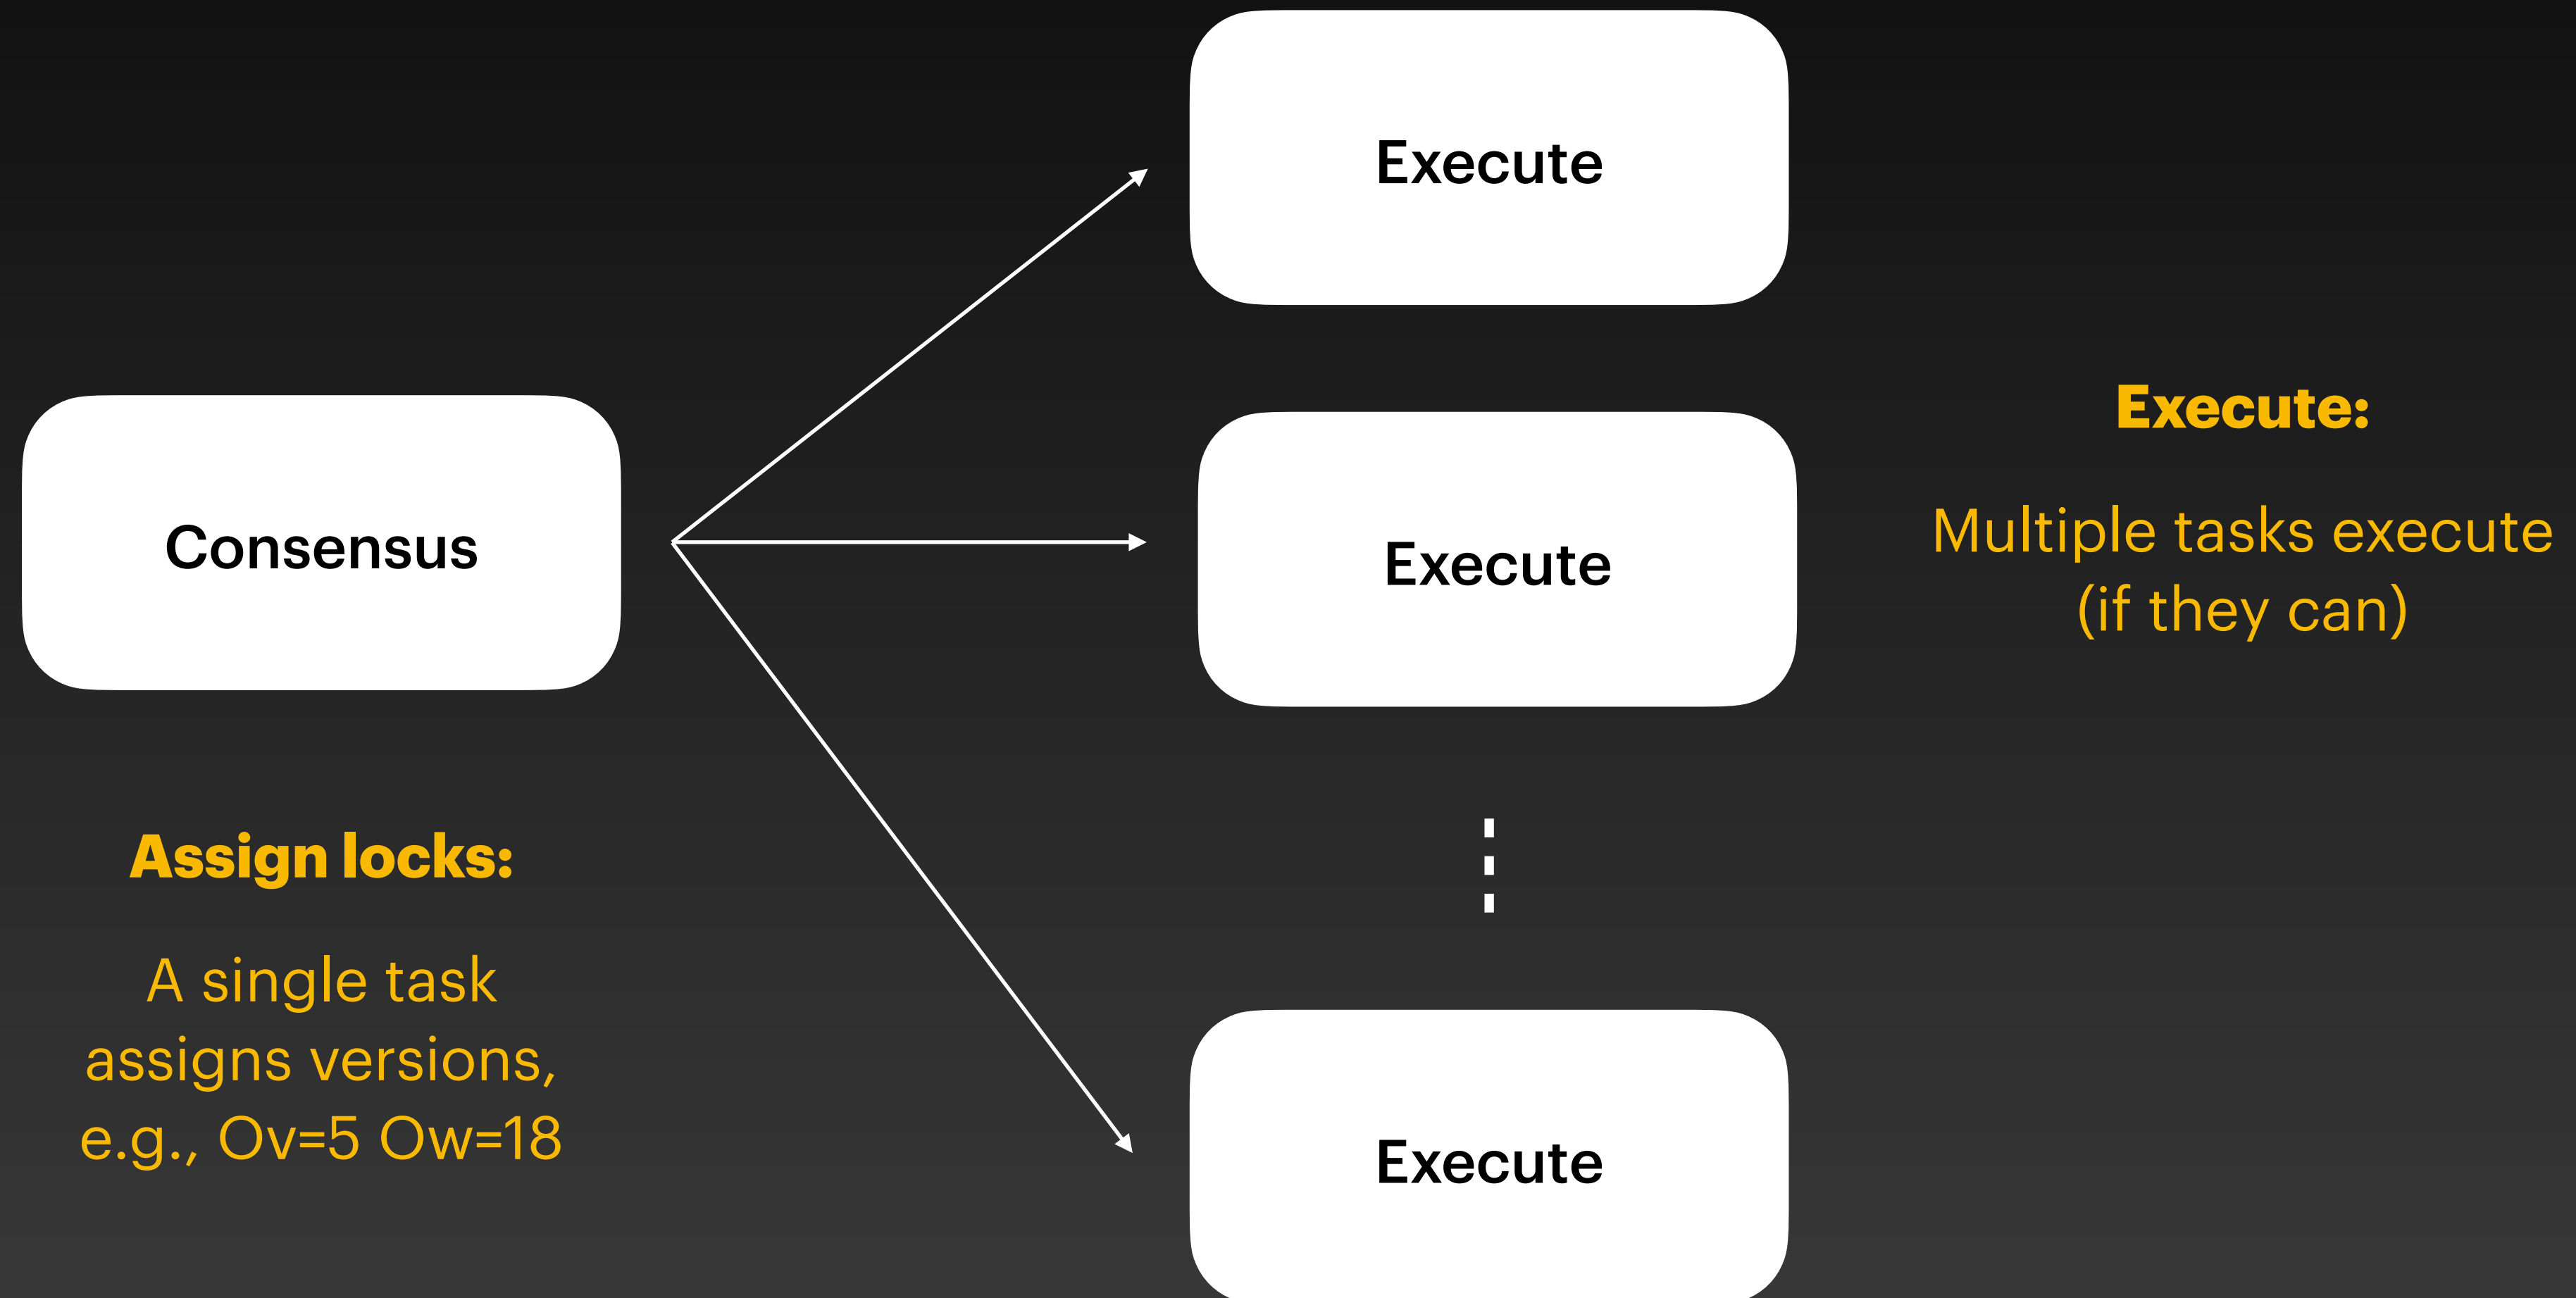 Consensus
Assign locks:
A single task
assigns versions,
e.g., Ov=5 Ow=18
Execute
Execute
Execute
Execute:
Multiple tasks execute
(if they can)